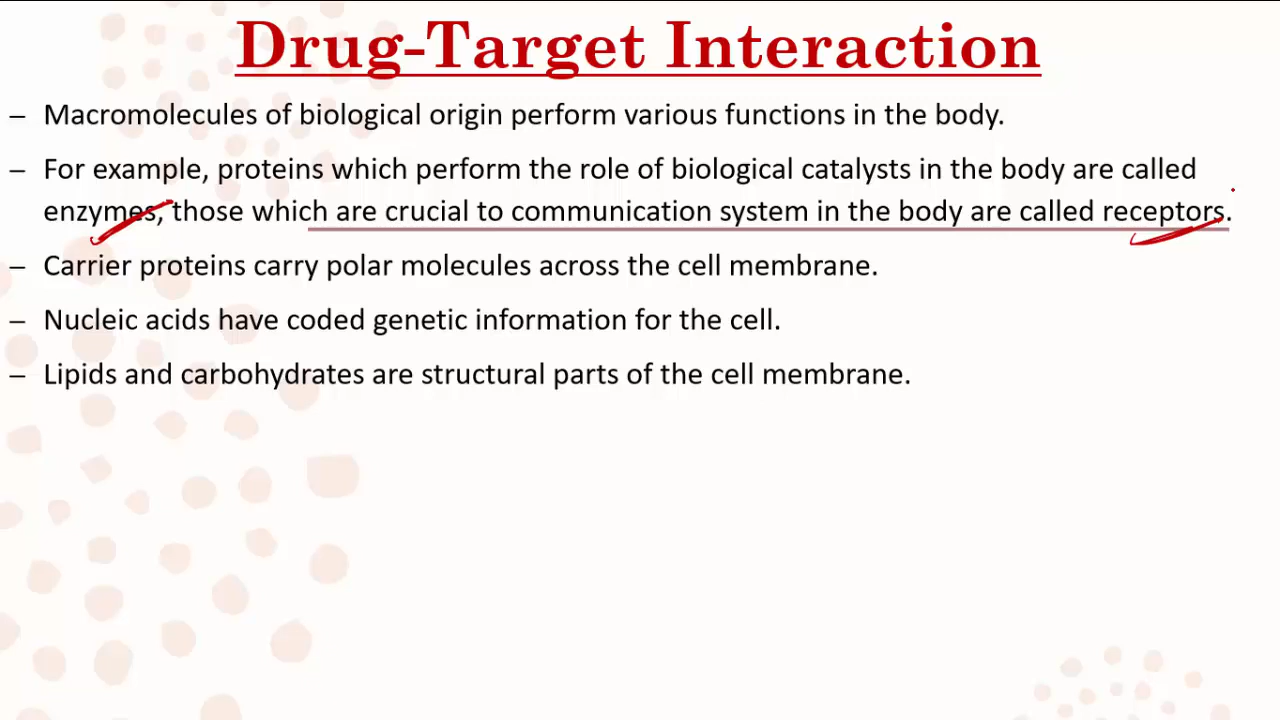 Drug-Target Interaction
– Macromolecules of biological origin perform various functions in the body.
– For example, proteins which perform the role of biological catalysts in the body are called
enzymes, those which are crucial to communication system in the body are called receptors.
– Carrier proteins carry polar molecules across the cell membrane.
– Nucleic acids have coded genetic information for the cell.
– Lipids and carbohydrates are structural parts of the cell membrane.